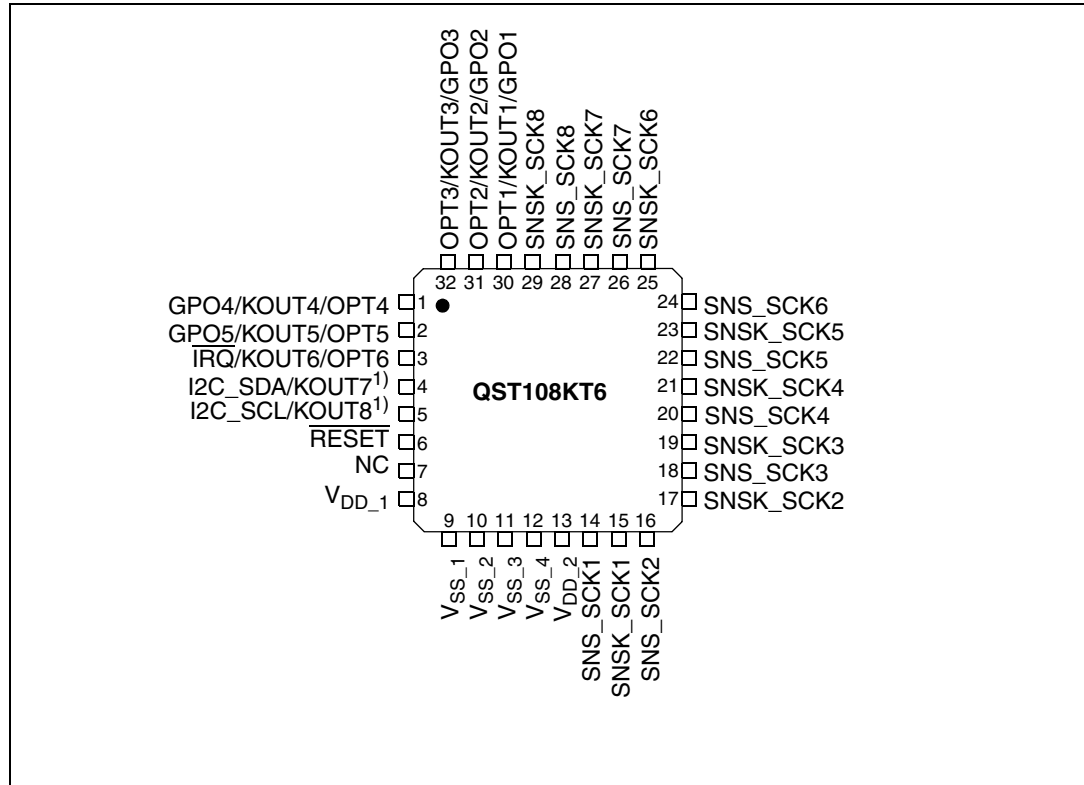 OPT3/KOUT3/GPO3
OPT2/KOUT2/GPO2
OPT1/KOUT1/GPO1
SNSK_SCK8
SNS_SCK8
SNSK_SCK7
SNS_SCK7
SNSK_SCK6
32 31 30 29 28 27 26 25
GPO4/KOUT4/OPT4 1
GPO5/KOUT5/OPT5 2
IRQ/KOUT6/OPT6 3
I2C_SDA/KOUT7¹⁾ 4
I2C_SCL/KOUT8¹⁾ 5
RESET 6
NC 7
VDD_1 8
QST108KT6
24 SNS_SCK6
23 SNSK_SCK5
22 SNS_SCK5
21 SNSK_SCK4
20 SNS_SCK4
19 SNSK_SCK3
18 SNS_SCK3
17 SNSK_SCK2
9 10 11 12 13 14 15 16
VSS_1
VSS_2
VSS_3
VSS_4
VDD_2
SNS_SCK1
SNSK_SCK1
SNS_SCK2